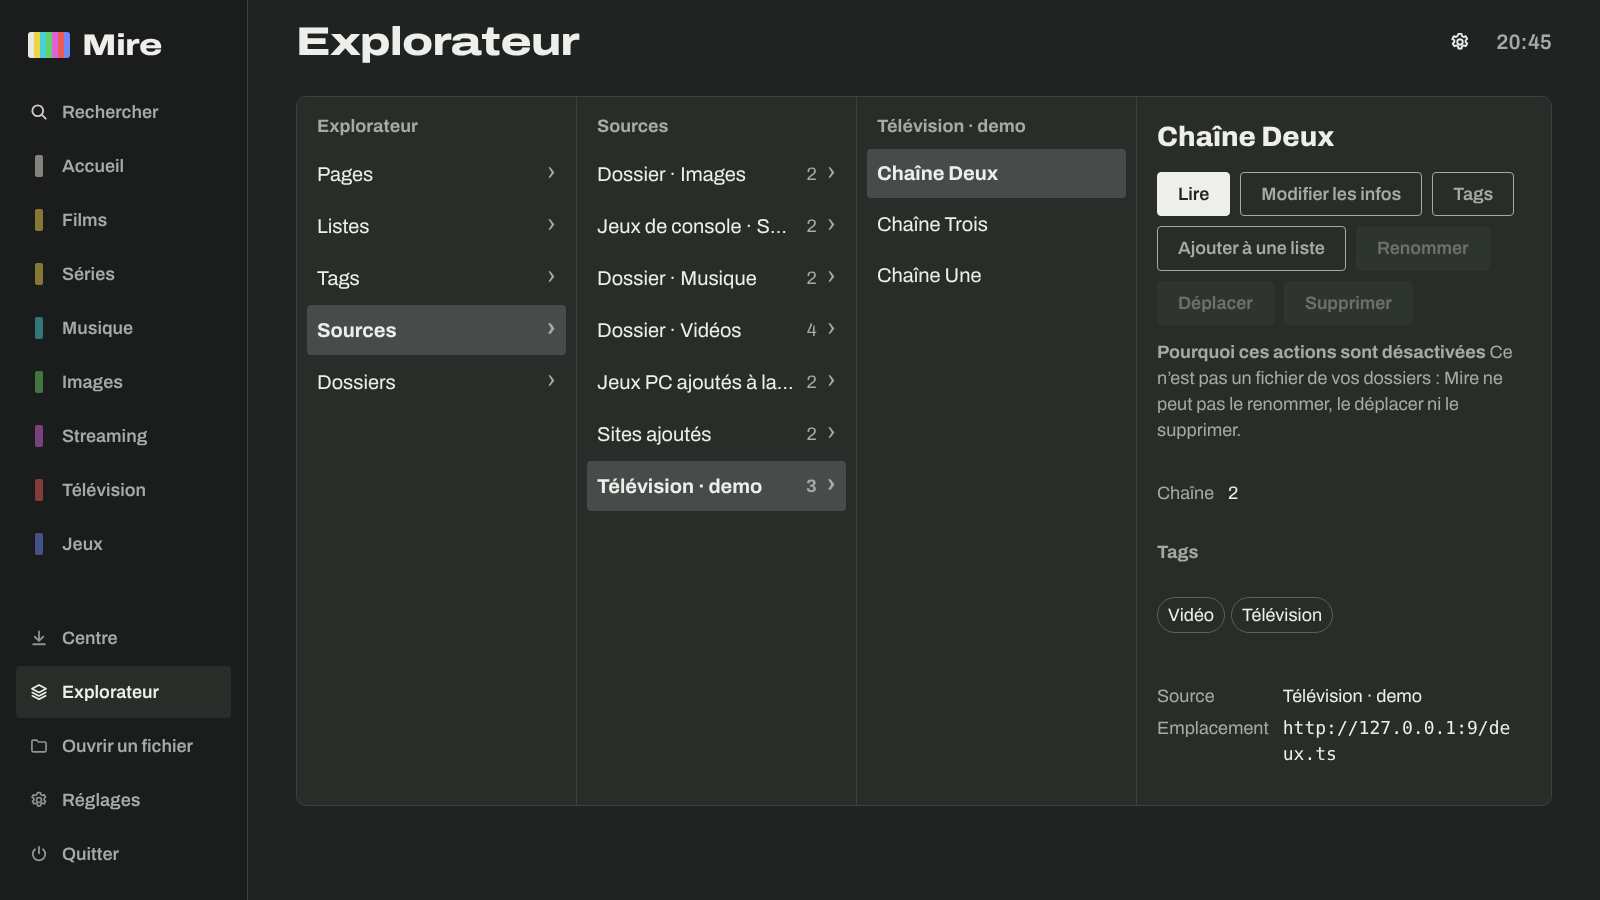 Mire
Rechercher
Accueil
Films
Séries
Musique
Images
Streaming
Télévision
Jeux
Centre
Explorateur
Ouvrir un fichier
Réglages
Quitter
Explorateur
20:45
Explorateur
Pages
Listes
Tags
Sources
Dossiers
Sources
Dossier · Images 2
Jeux de console · S... 2
Dossier · Musique 2
Dossier · Vidéos 4
Jeux PC ajoutés à la... 2
Sites ajoutés 2
Télévision · demo 3
Télévision · demo
Chaîne Deux
Chaîne Trois
Chaîne Une
Chaîne Deux
Lire Modifier les infos Tags
Ajouter à une liste Renommer
Déplacer Supprimer
Pourquoi ces actions sont désactivées Ce
n’est pas un fichier de vos dossiers : Mire ne
peut pas le renommer, le déplacer ni le
supprimer.
Chaîne 2
Tags
Vidéo Télévision
Source Télévision · demo
Emplacement http://127.0.0.1:9/de
ux.ts